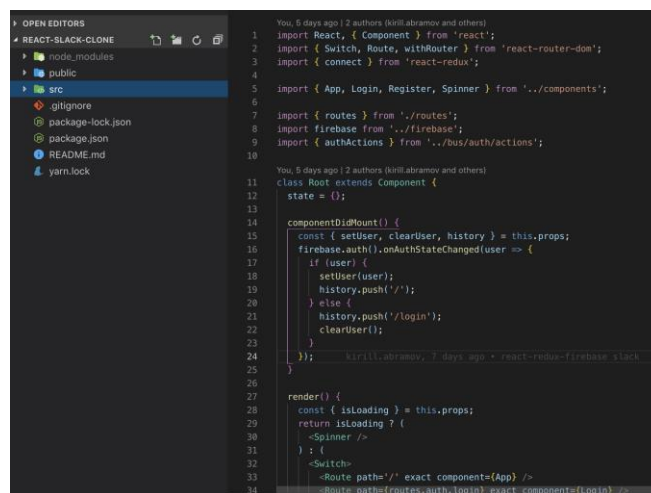 OPEN EDITORS
REACT-SLACK-CLONE
node_modules
public
src
.gitignore
package-lock.json
package.json
README.md
yarn.lock
You, 5 days ago | 2 authors (kirill.abramov and others)
1 import React, { Component } from 'react';
2 import { Switch, Route, withRouter } from 'react-router-dom';
3 import { connect } from 'react-redux';
4
5 import { App, Login, Register, Spinner } from '../components';
6
7 import { routes } from './routes';
8 import firebase from '../firebase';
9 import { authActions } from '../bus/auth/actions';
10
You, 5 days ago | 2 authors (kirill.abramov and others)
11 class Root extends Component {
12 state = {};
13
14 componentDidMount() {
15 const { setUser, clearUser, history } = this.props;
16 firebase.auth().onAuthStateChanged(user => {
17 if (user) {
18 setUser(user);
19 history.push('/');
20 } else {
21 history.push('/login');
22 clearUser();
23 }
24 }); kirill.abramov, 7 days ago • react-redux-firebase slack
25 }
26
27 render() {
28 const { isLoading } = this.props;
29 return isLoading ? (
30 <Spinner />
31 ) : (
32 <Switch>
33 <Route path='/' exact component={App} />
34 <Route path={routes.auth.login} exact component={Login} />